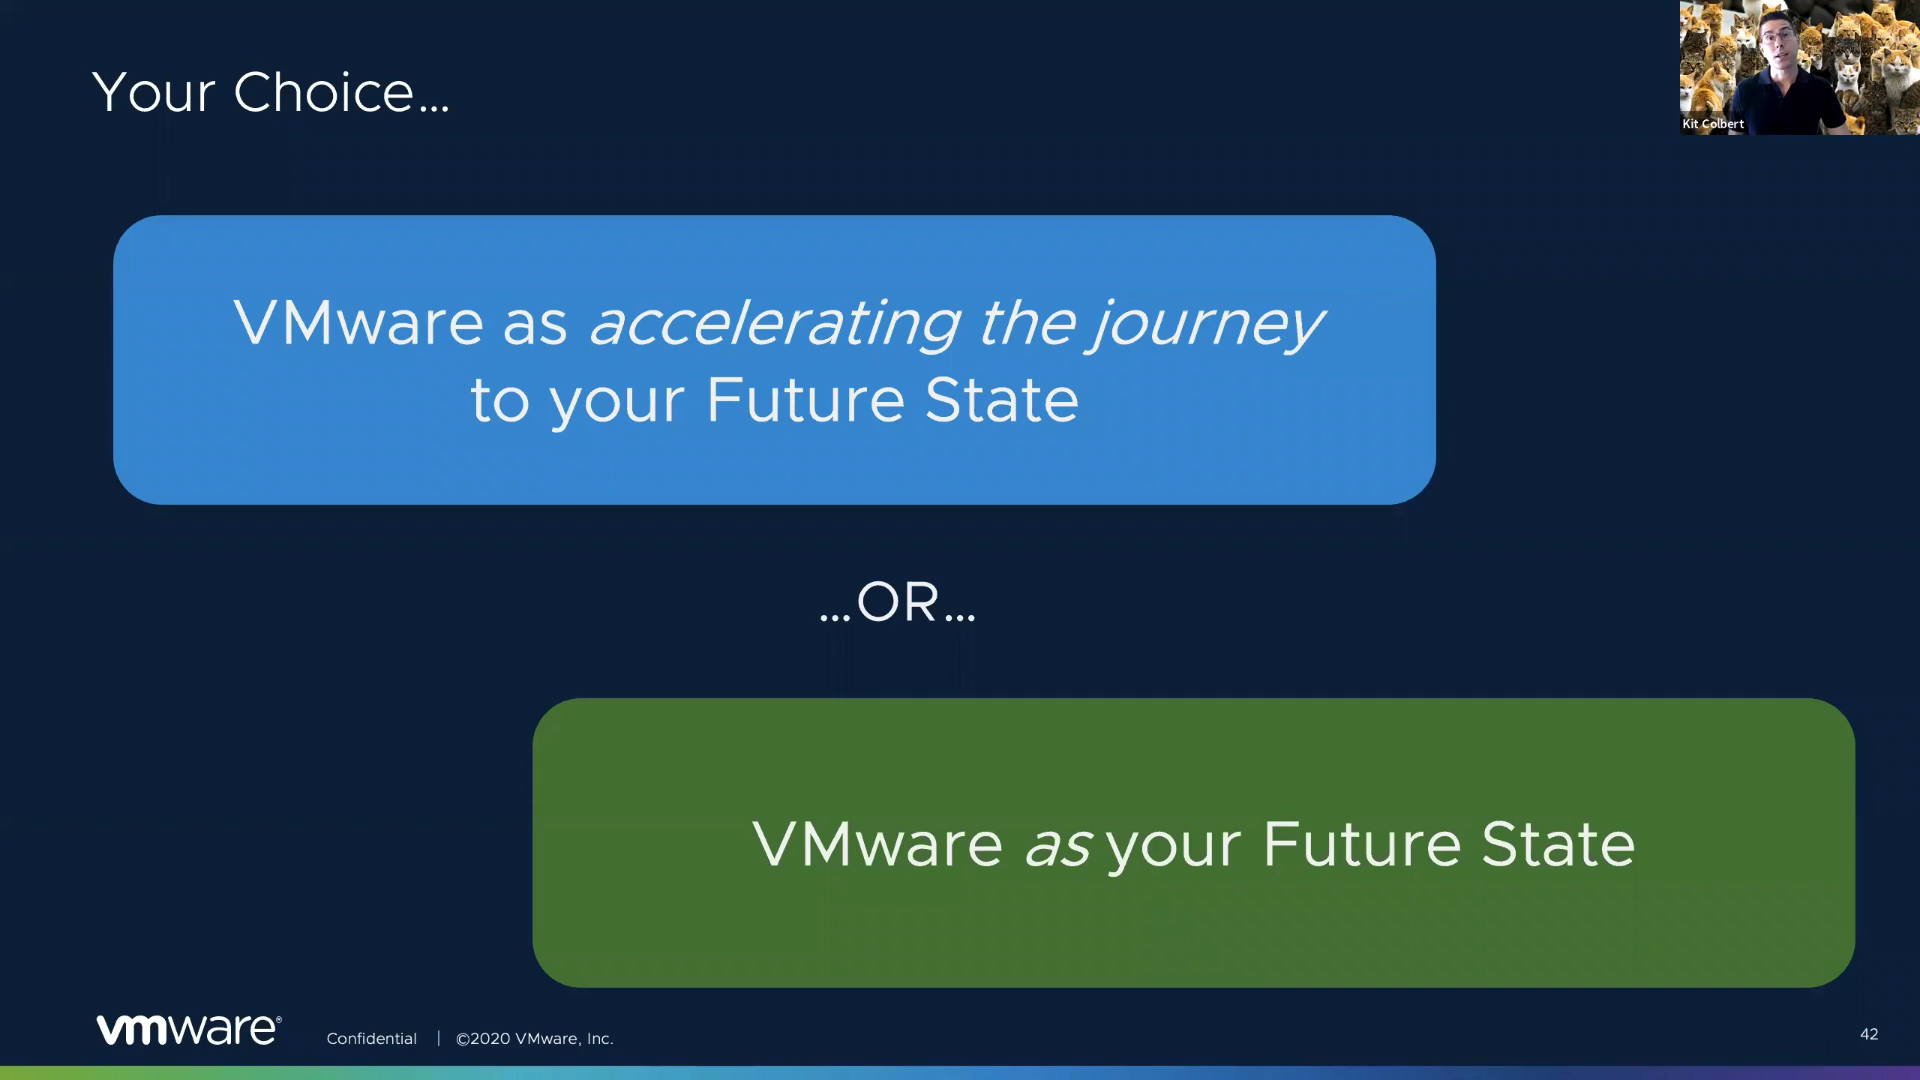 Your Choice...
Kit Colbert
VMware as accelerating the journey
to your Future State
...OR...
VMware as your Future State
vmware®
Confidential | ©2020 VMware, Inc.
42